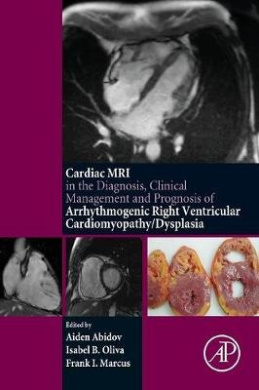 Cardiac MRI
in the Diagnosis, Clinical
Management and Prognosis of
Arrhythmogenic Right Ventricular
Cardiomyopathy/Dysplasia
Edited by
Aiden Abidov
Isabel B. Oliva
Frank I. Marcus